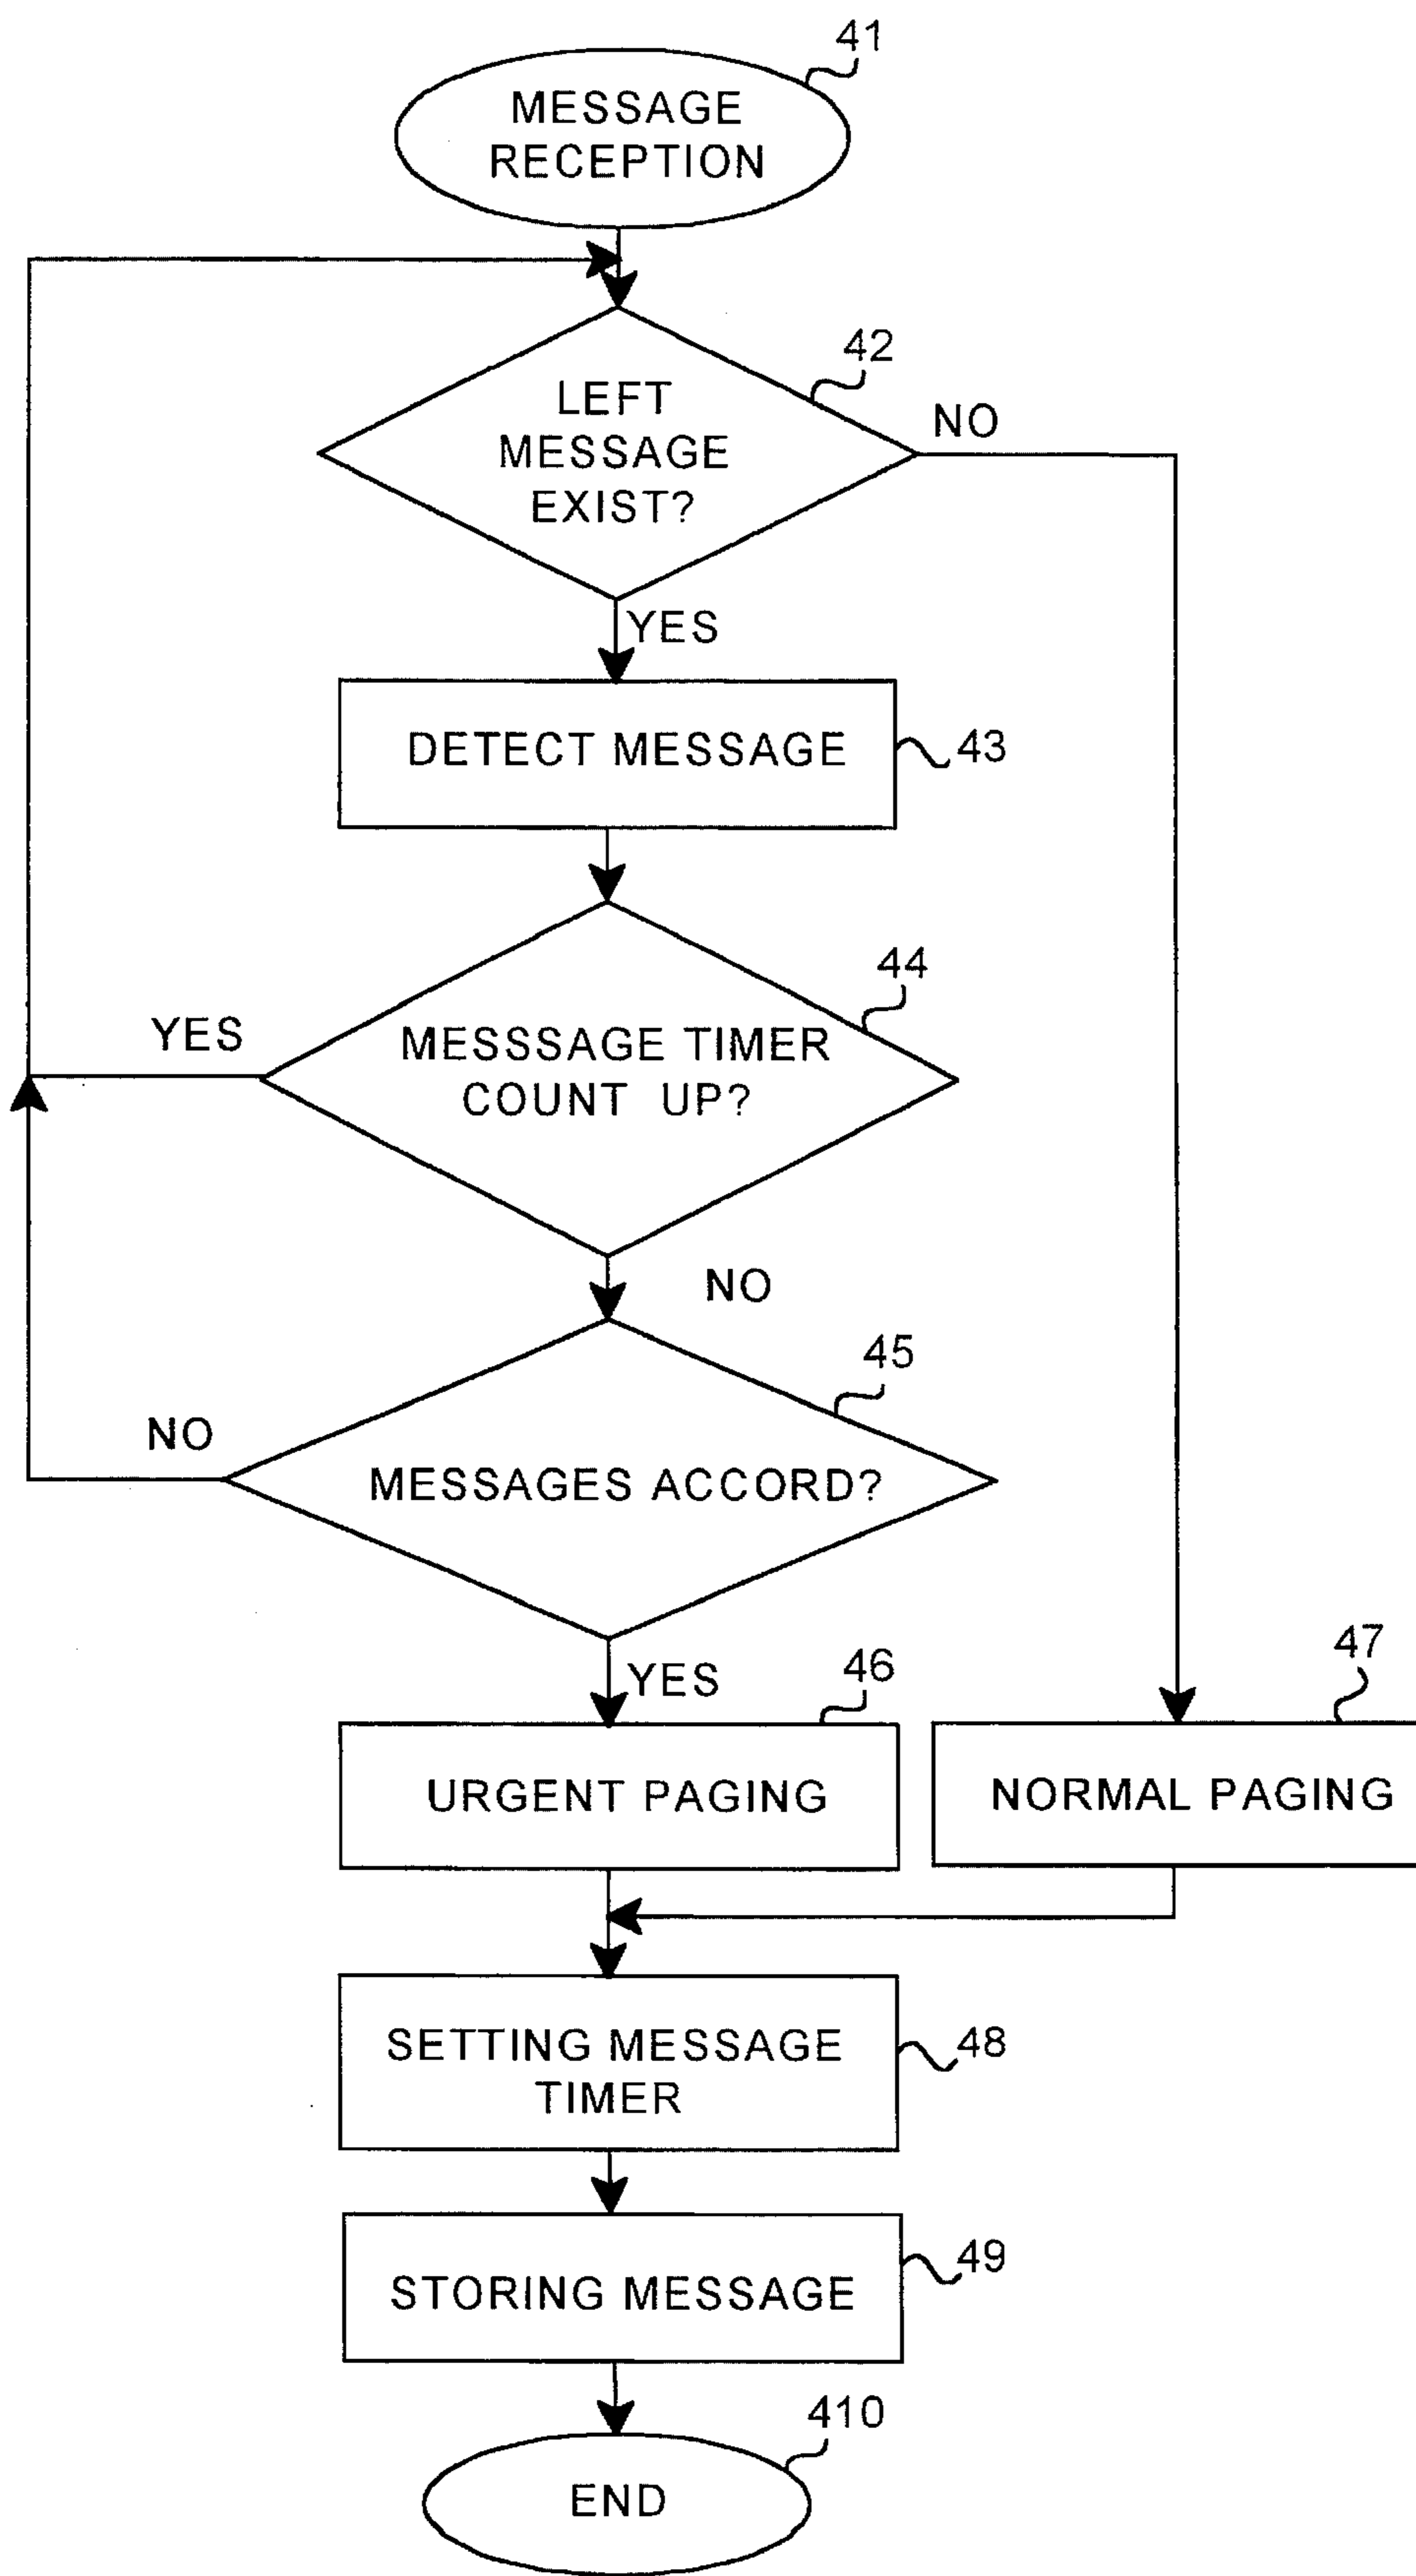 41
MESSAGE
RECEPTION
42
LEFT
MESSAGE
EXIST?
NO
YES
DETECT MESSAGE
43
44
YES
MESSSAGE TIMER
COUNT UP?
NO
45
NO
MESSAGES ACCORD?
YES
46
47
URGENT PAGING
NORMAL PAGING
SETTING MESSAGE
TIMER
48
STORING MESSAGE
49
410
END